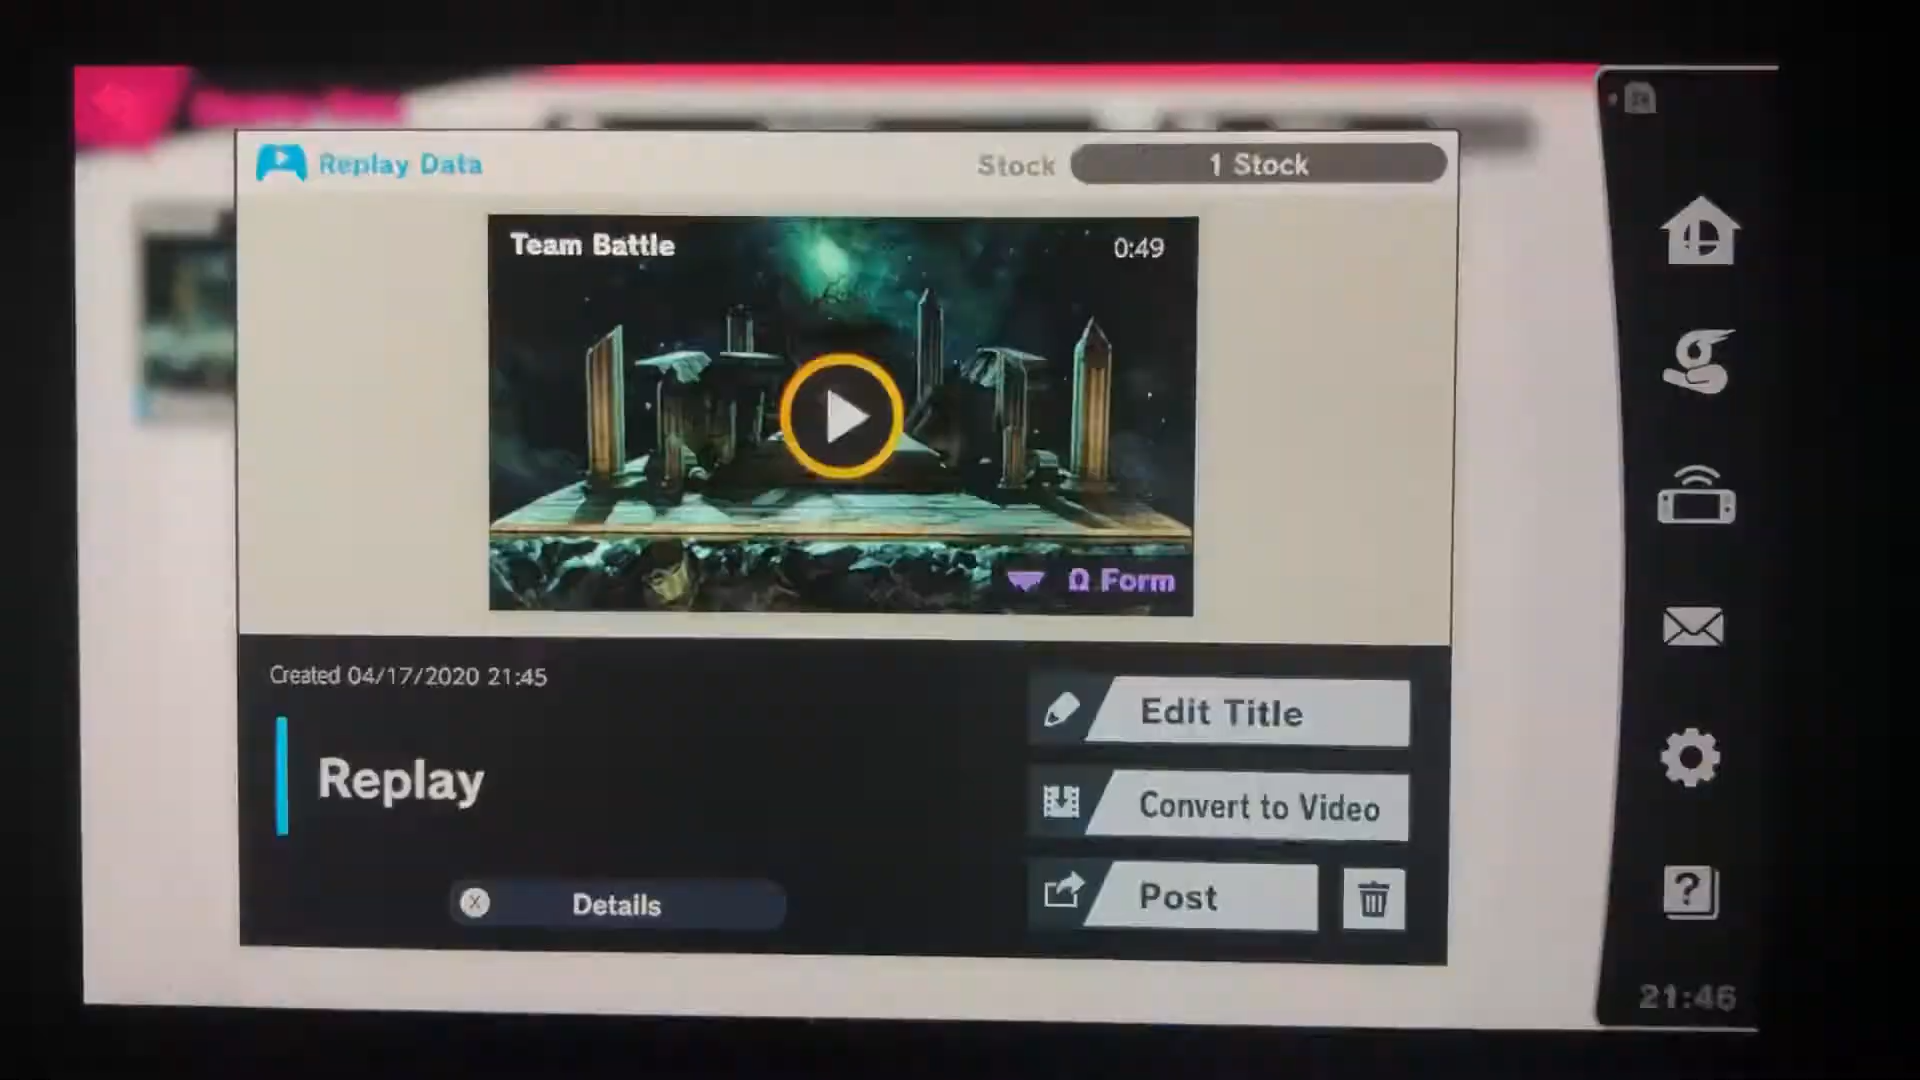 Replay Data
Stock
1 Stock
Team Battle
0:49
Ω Form
Created 04/17/2020 21:45
Replay
Edit Title
Convert to Video
Post
X
Details
?
21:46